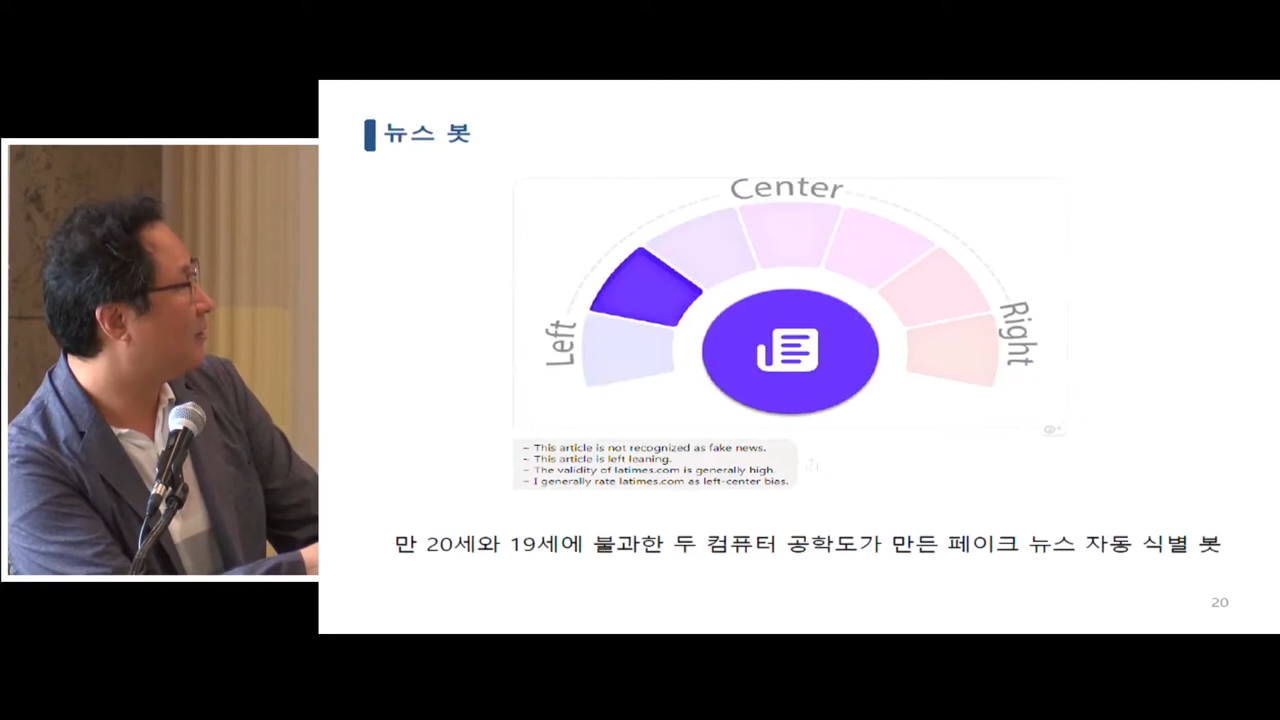 뉴스 봇
Center
Left
Right
– This article is not recognized as fake news.
– This article is left leaning.
– The validity of latimes.com is generally high.
– I generally rate latimes.com as left-center bias.
만 20세와 19세에 불과한 두 컴퓨터 공학도가 만든 페이크 뉴스 자동 식별 봇
20